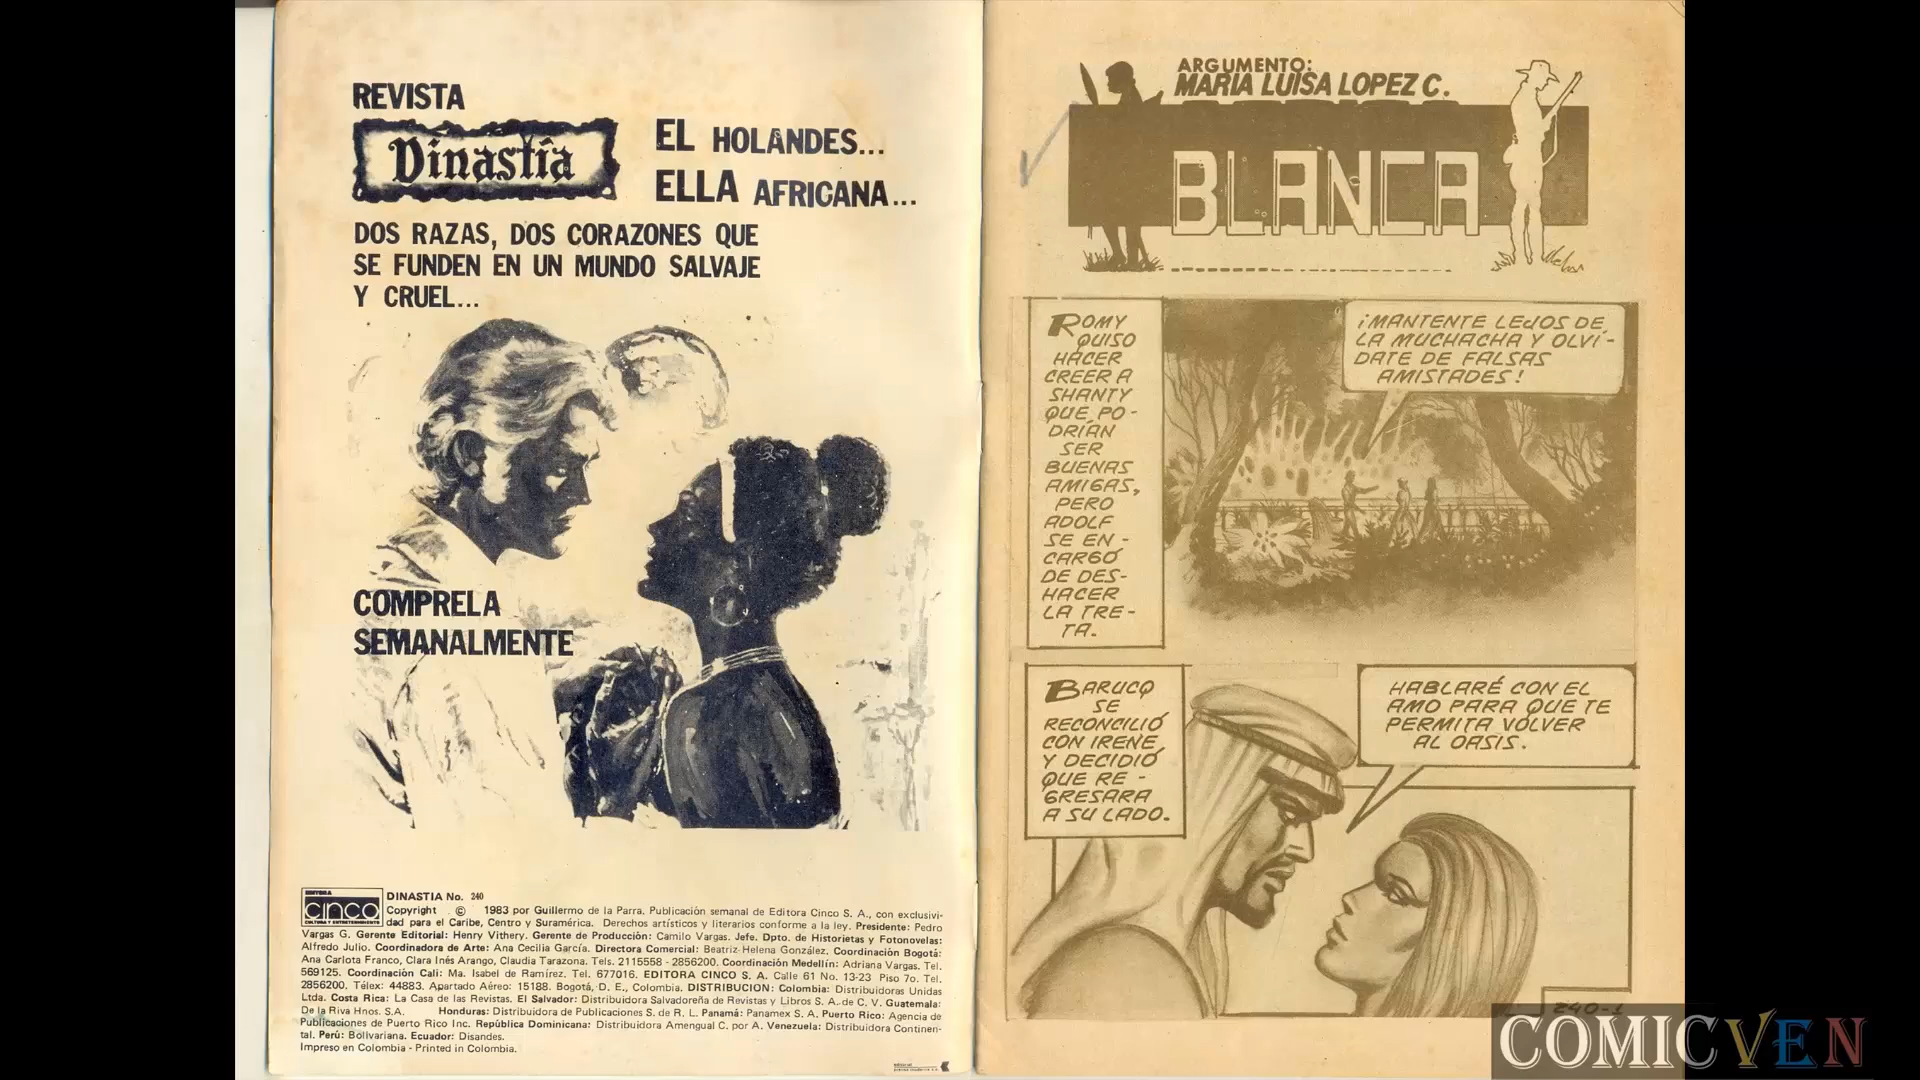 REVISTA
Dinastía
EL HOLANDES...
ELLA AFRICANA...
DOS RAZAS, DOS CORAZONES QUE
SE FUNDEN EN UN MUNDO SALVAJE
Y CRUEL...
COMPRELA
SEMANALMENTE
EDITORA
cinco
CULTURA Y ENTRETENIMIENTO
DINASTIA No. 240
Copyright © 1983 por Guillermo de la Parra. Publicación semanal de Editora Cinco S. A., con exclusivi-
dad para el Caribe, Centro y Suramérica. Derechos artísticos y literarios conforme a la ley. Presidente: Pedro
Vargas G. Gerente Editorial: Henry Vithery. Gerente de Producción: Camilo Vargas. Jefe. Dpto. de Historietas y Fotonovelas:
Alfredo Julio. Coordinadora de Arte: Ana Cecilia García. Directora Comercial: Beatriz Helena González. Coordinación Bogotá:
Ana Carlota Franco, Clara Inés Arango, Claudia Tarazona. Tels. 2115558 - 2856200. Coordinación Medellín: Adriana Vargas. Tel.
569125. Coordinación Cali: Ma. Isabel de Ramírez. Tel. 677016. EDITORA CINCO S. A. Calle 61 No. 13-23 Piso 7o. Tel.
2856200, Télex: 44883. Apartado Aéreo: 15188. Bogotá, D. E., Colombia. DISTRIBUCION: Colombia: Distribuidoras Unidas
Ltda. Costa Rica: La Casa de las Revistas. El Salvador: Distribuidora Salvadoreña de Revistas y Libros S. A. de C. V. Guatemala:
De la Riva Hnos. S.A. Honduras: Distribuidora de Publicaciones S. de R. L. Panamá: Panamex S. A. Puerto Rico: Agencia de
Publicaciones de Puerto Rico Inc. República Dominicana: Distribuidora Amengual C. por A. Venezuela: Distribuidora Continen-
tal. Perú: Bolivariana. Ecuador: Disandes.
Impreso en Colombia - Printed in Colombia.
ARGUMENTO:
MARIA LUISA LOPEZ C.
BLANCA
ROMY
QUISO
HACER
CREER A
SHANTY
QUE PO-
DRÍAN
SER
BUENAS
AMIGAS,
PERO
ADOLF
SE EN-
CARGÓ
DE DES-
HACER
LA TRE-
TA.
¡MANTENTE LEJOS DE
LA MUCHACHA Y OLVI-
DATE DE FALSAS
AMISTADES!
BARUCQ
SE
RECONCILIÓ
CON IRENE
Y DECIDIÓ
QUE RE-
GRESARA
A SU LADO.
HABLARÉ CON EL
AMO PARA QUE TE
PERMITA VOLVER
AL OASIS.
240-1
COMICVEN